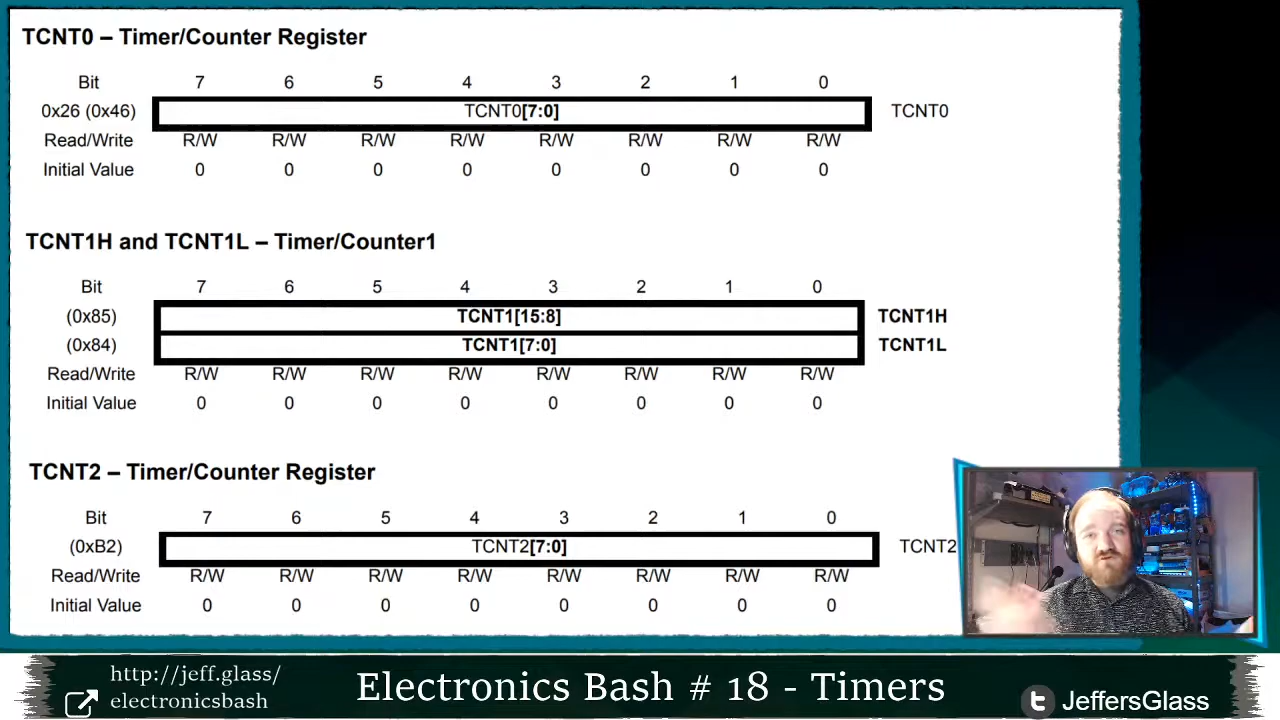 TCNT0 – Timer/Counter Register
Bit 7 6 5 4 3 2 1 0
0x26 (0x46) TCNT0[7:0] TCNT0
Read/Write R/W R/W R/W R/W R/W R/W R/W R/W
Initial Value 0 0 0 0 0 0 0 0
TCNT1H and TCNT1L – Timer/Counter1
Bit 7 6 5 4 3 2 1 0
(0x85) TCNT1[15:8] TCNT1H
(0x84) TCNT1[7:0] TCNT1L
Read/Write R/W R/W R/W R/W R/W R/W R/W R/W
Initial Value 0 0 0 0 0 0 0 0
TCNT2 – Timer/Counter Register
Bit 7 6 5 4 3 2 1 0
(0xB2) TCNT2[7:0] TCNT2
Read/Write R/W R/W R/W R/W R/W R/W R/W R/W
Initial Value 0 0 0 0 0 0 0 0
http://jeff.glass/
electronicsbash
Electronics Bash # 18 - Timers
JeffersGlass